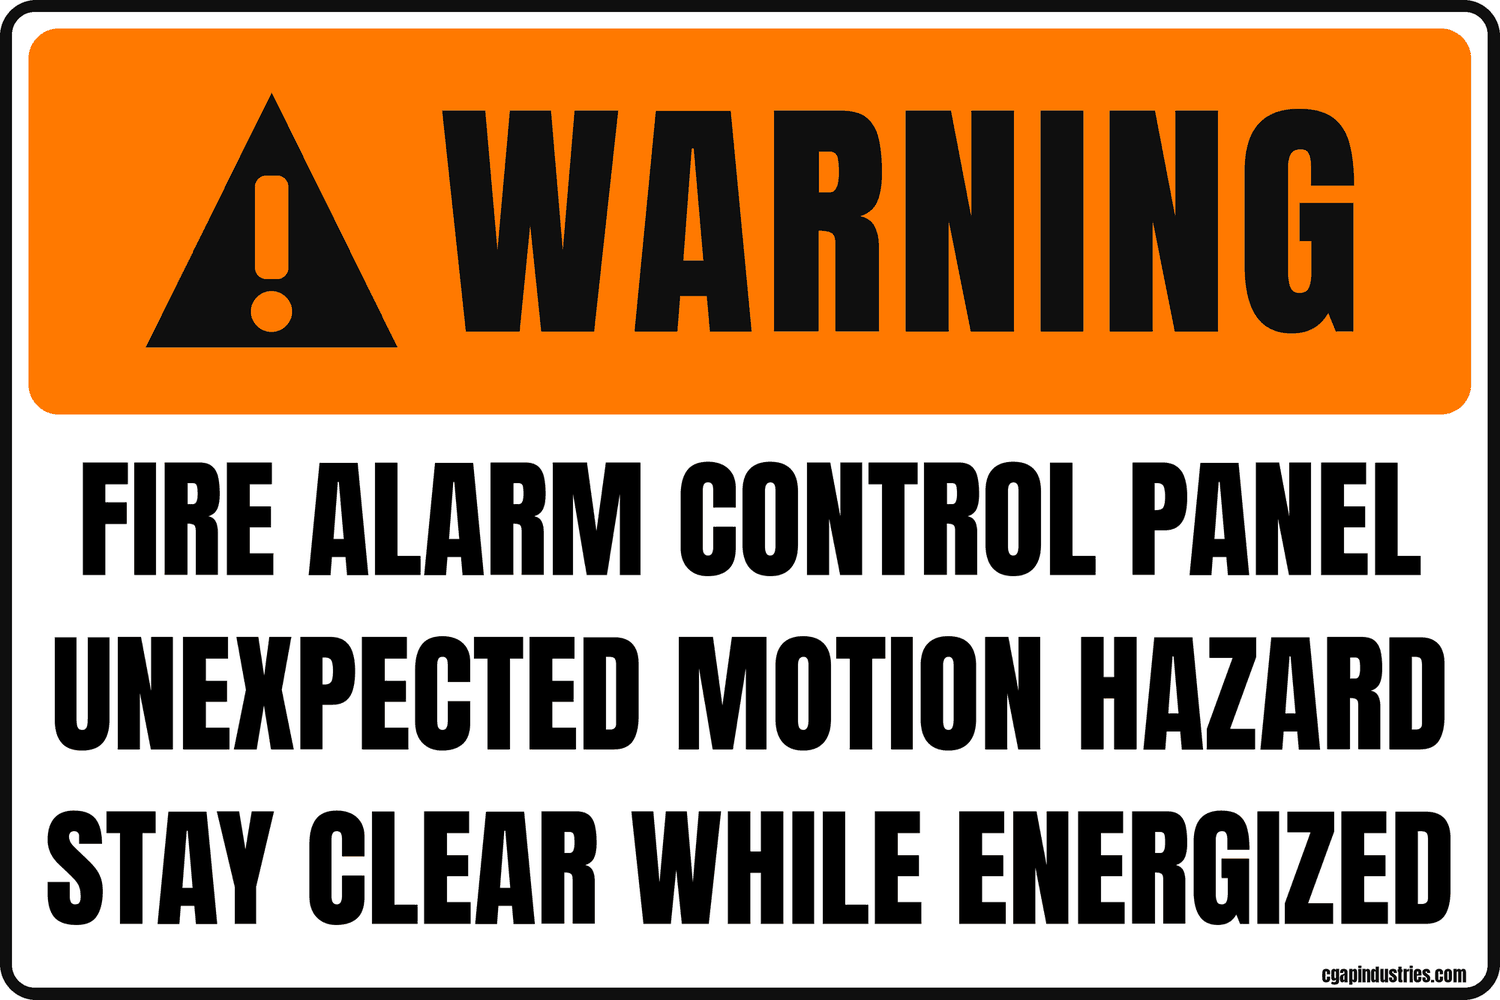 WARNING
FIRE ALARM CONTROL PANEL
UNEXPECTED MOTION HAZARD
STAY CLEAR WHILE ENERGIZED
cgapindustries.com